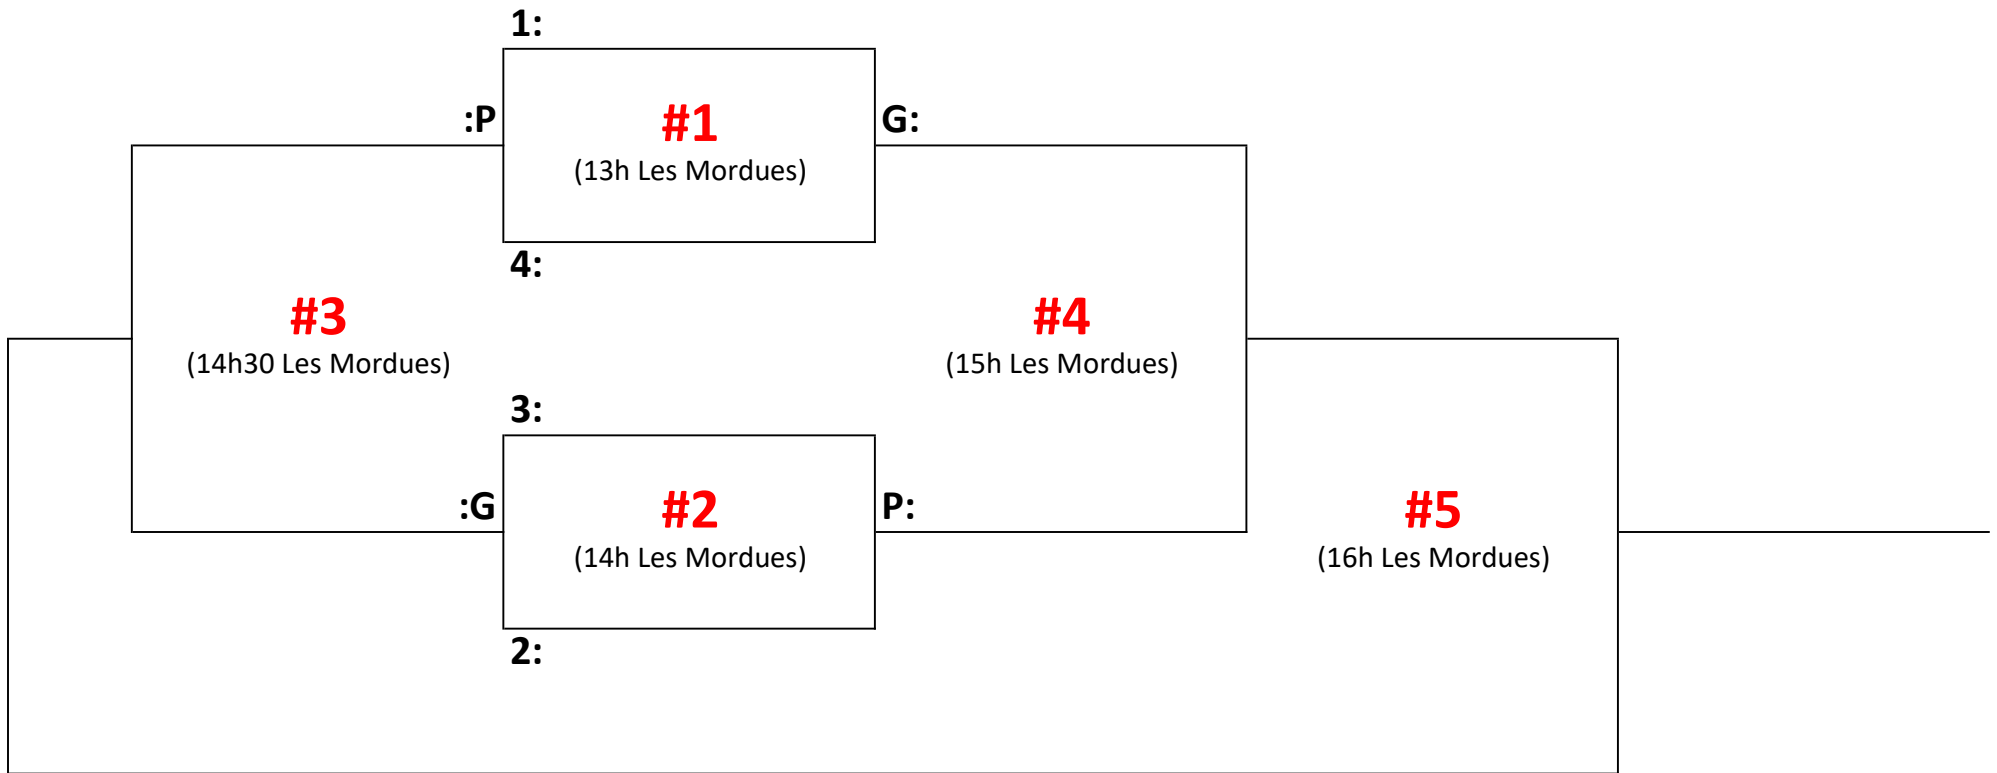 1:
:P
#1
G:
(13h Les Mordues)
4:
#3
#4
(14h30 Les Mordues)
(15h Les Mordues)
3:
:G
#2
P:
#5
(14h Les Mordues)
(16h Les Mordues)
2: